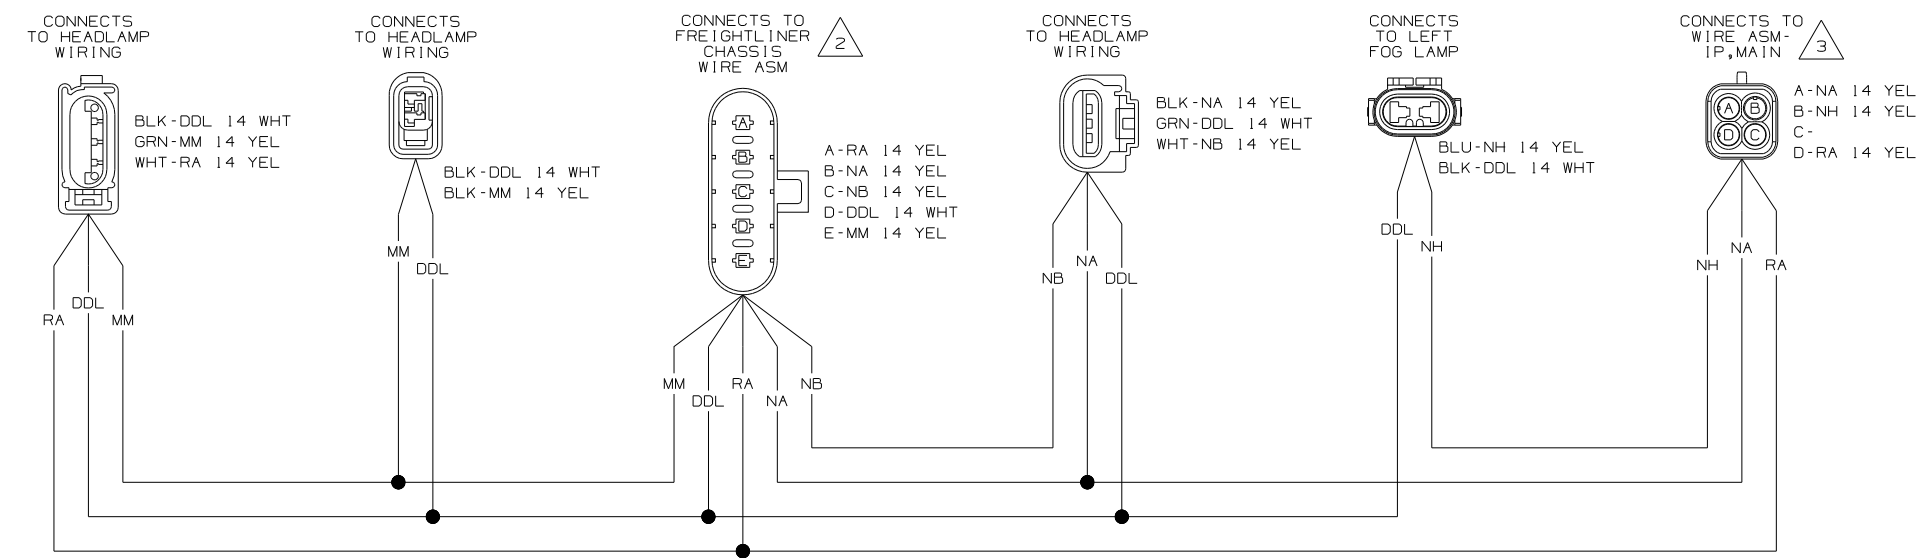 CONNECTS
TO HEADLAMP
WIRING
BLK-DDL 14 WHT
GRN-MM 14 YEL
WHT-RA 14 YEL
CONNECTS
TO HEADLAMP
WIRING
BLK-DDL 14 WHT
BLK-MM 14 YEL
CONNECTS TO
FREIGHTLINER
CHASSIS
WIRE ASM
2
A
B
C
D
E
A-RA 14 YEL
B-NA 14 YEL
C-NB 14 YEL
D-DDL 14 WHT
E-MM 14 YEL
CONNECTS
TO HEADLAMP
WIRING
BLK-NA 14 YEL
GRN-DDL 14 WHT
WHT-NB 14 YEL
CONNECTS
TO LEFT
FOG LAMP
BLU-NH 14 YEL
BLK-DDL 14 WHT
CONNECTS TO
WIRE ASM-
IP,MAIN
3
A B
D C
A-NA 14 YEL
B-NH 14 YEL
C-
D-RA 14 YEL
RA
DDL
MM
MM
DDL
MM
DDL
RA
NA
NB
NB
NA
DDL
DDL
NH
NH
NA
RA